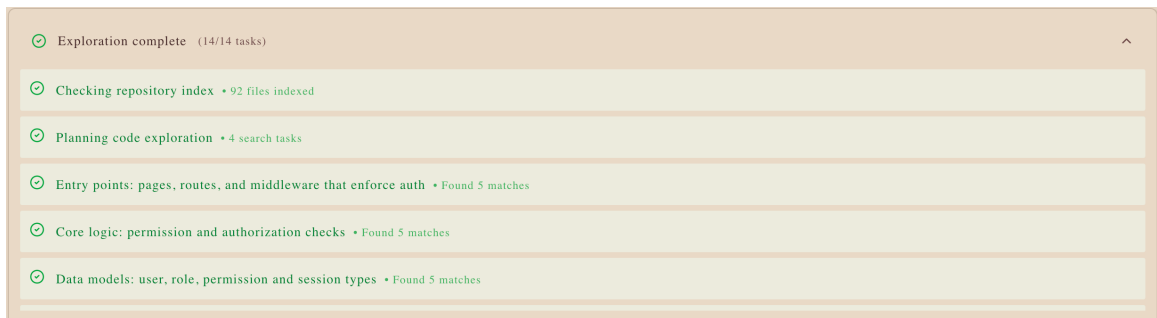 Exploration complete (14/14 tasks)
Checking repository index • 92 files indexed
Planning code exploration • 4 search tasks
Entry points: pages, routes, and middleware that enforce auth • Found 5 matches
Core logic: permission and authorization checks • Found 5 matches
Data models: user, role, permission and session types • Found 5 matches